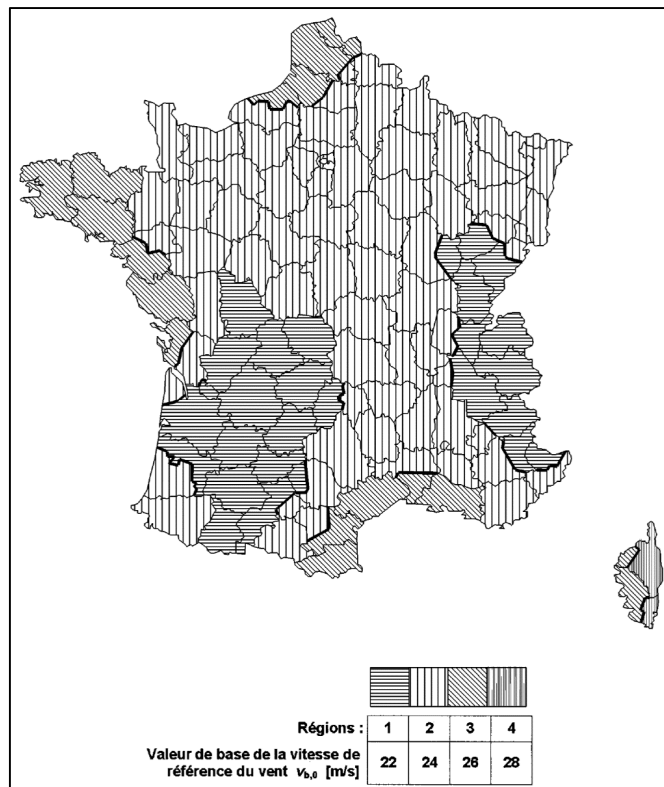 Régions : 1 2 3 4
Valeur de base de la vitesse de
référence du vent vb,0 [m/s] 22 24 26 28